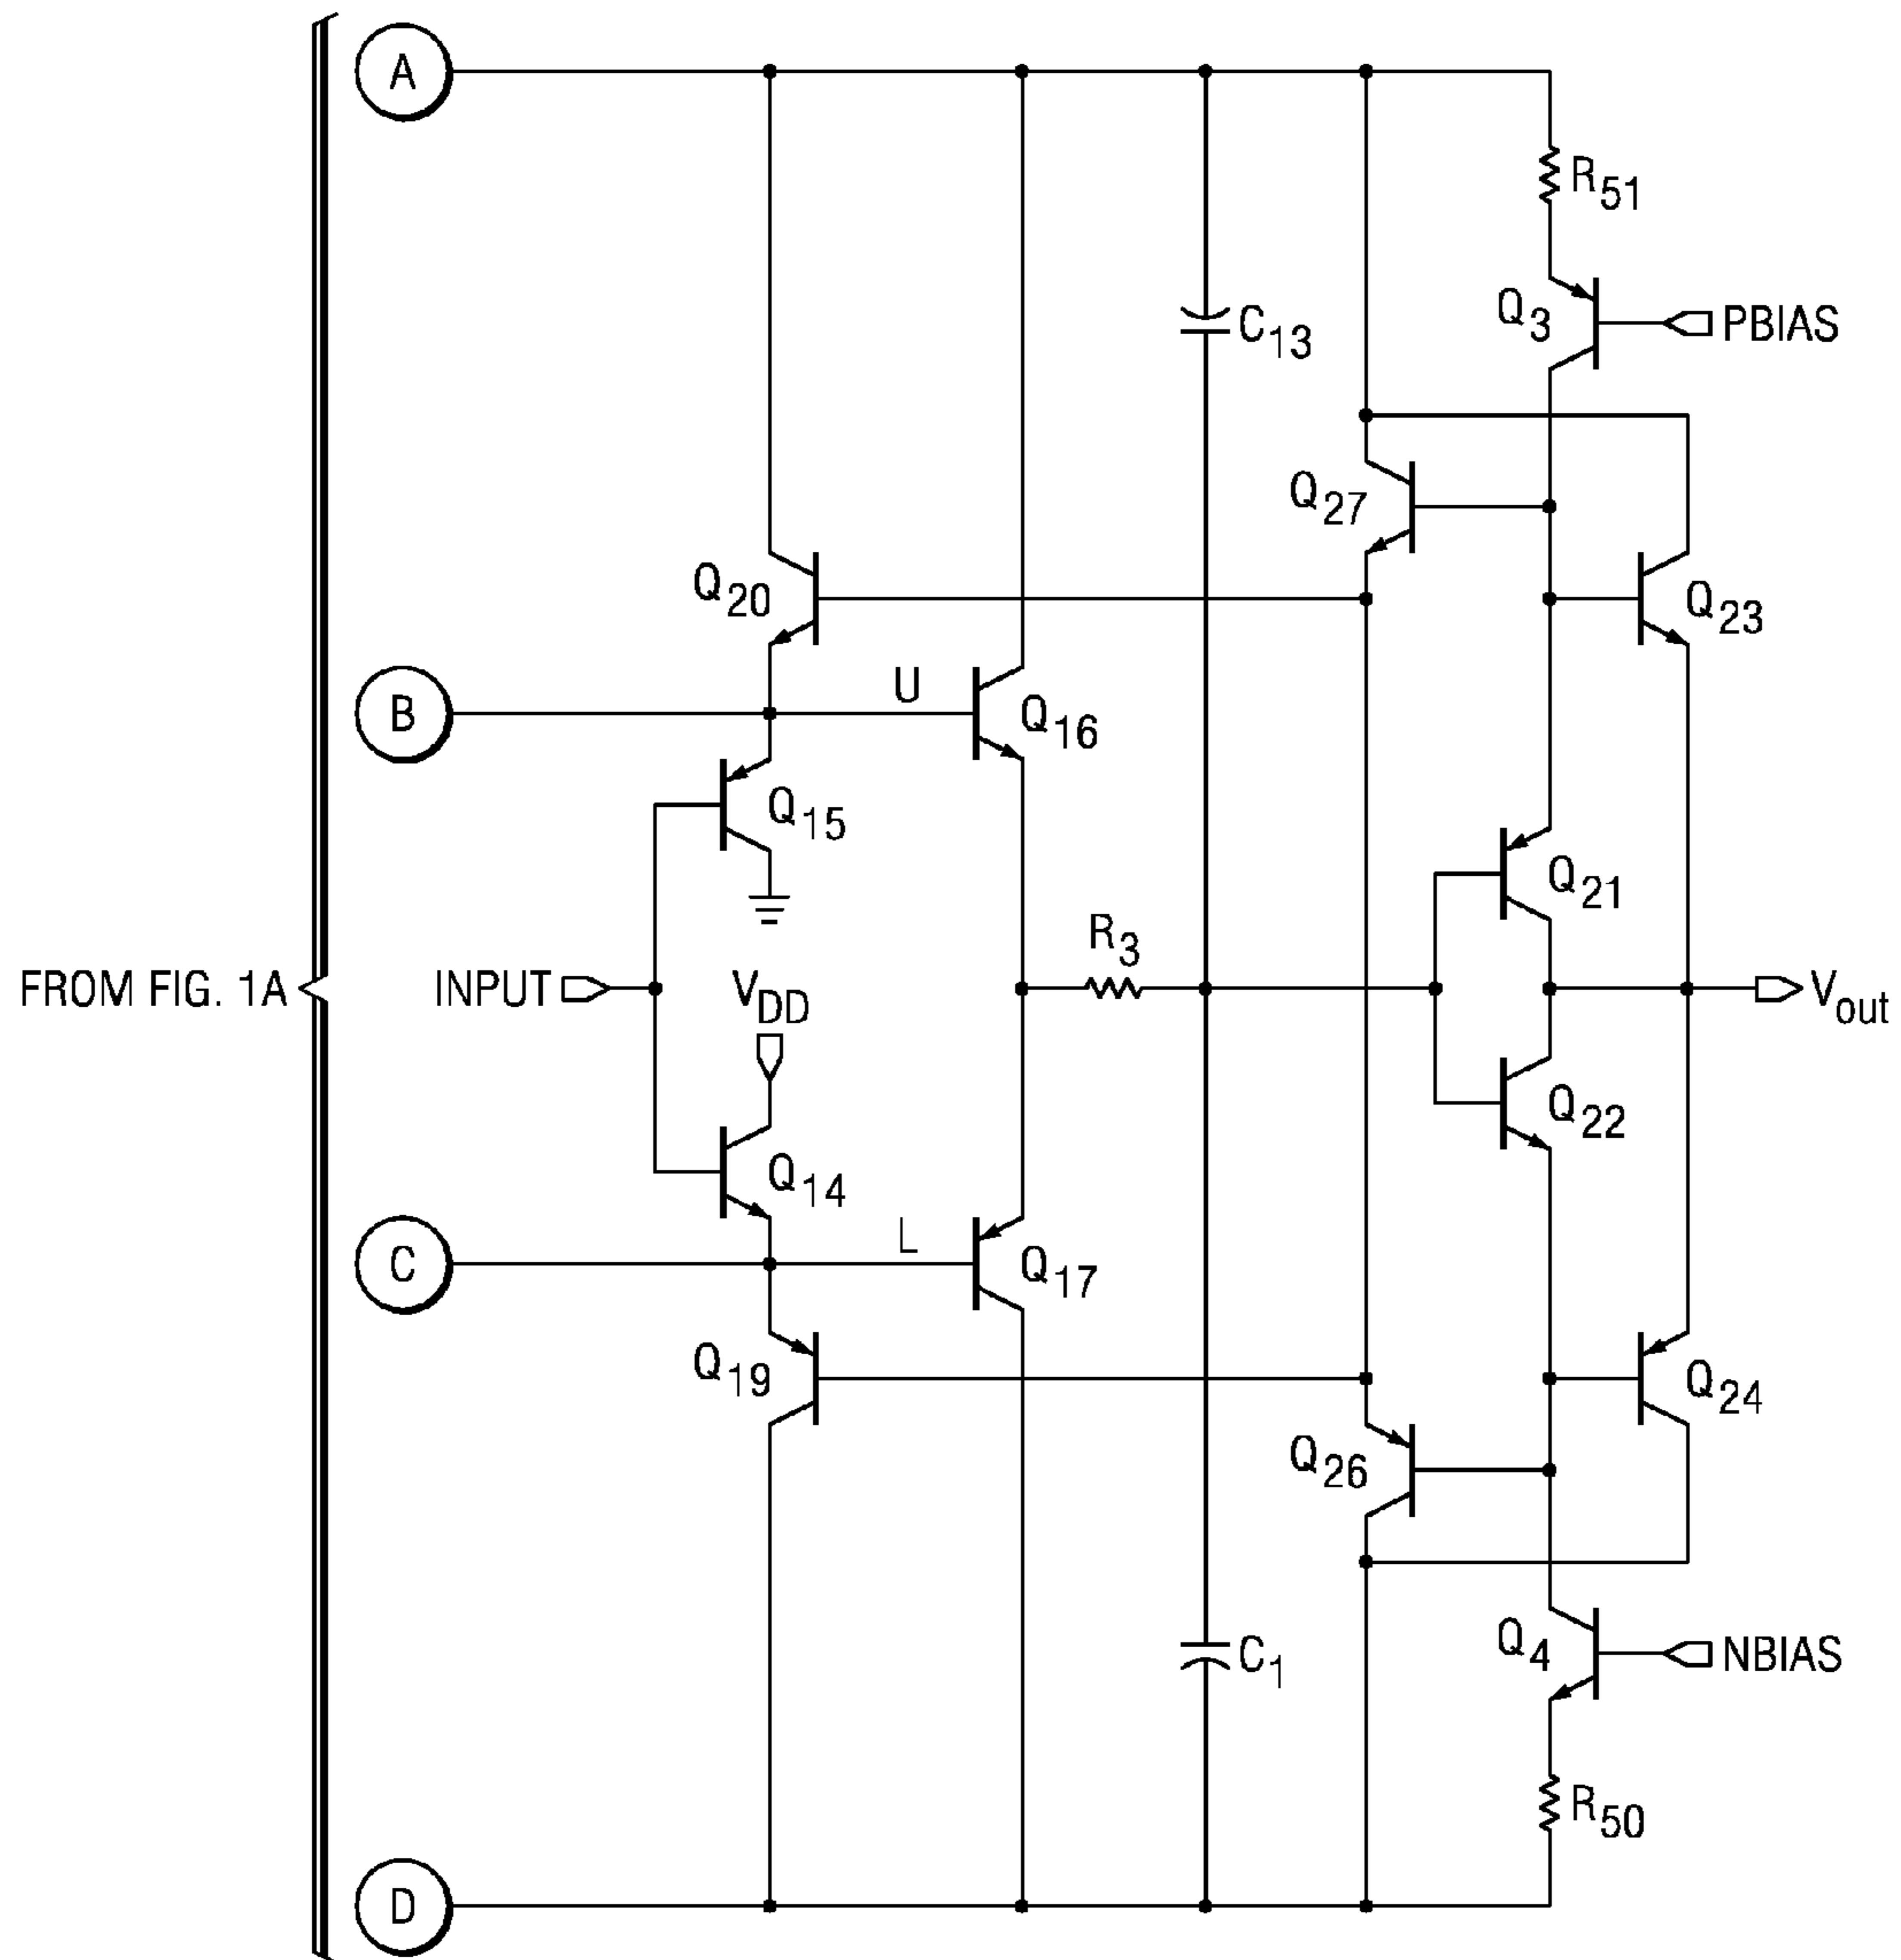 A
R51
Q3
PBIAS
C13
Q27
Q20
Q23
U
B
Q16
Q15
Q21
R3
FROM FIG. 1A
INPUT
VDD
Vout
Q22
Q14
L
C
Q17
Q19
Q24
Q26
Q4
NBIAS
C1
R50
D